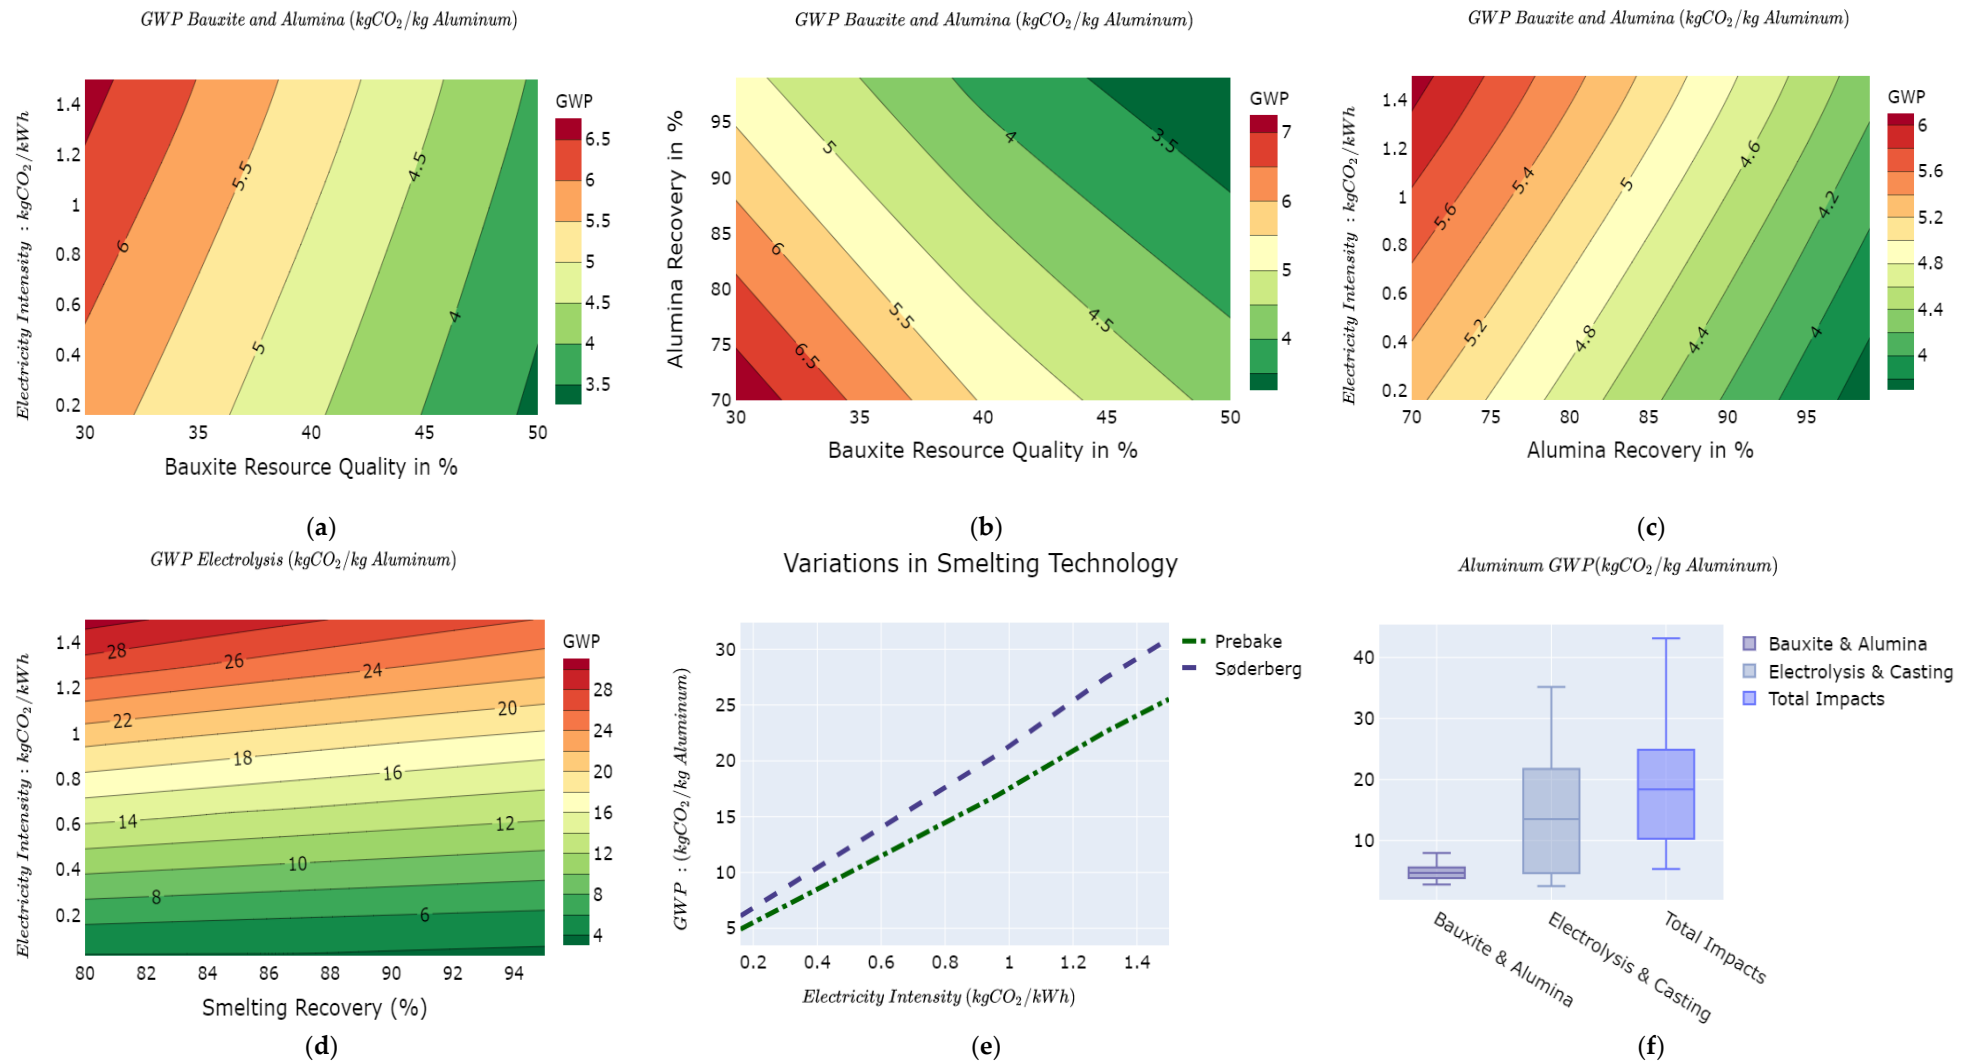 GWP Bauxite and Alumina (kgCO₂/kg Aluminum)
Electricity Intensity : kgCO₂/kWh
1.4
1.2
1
0.8
0.6
0.4
0.2
30 35 40 45 50
Bauxite Resource Quality in %
6
5.5
5
4.5
4
GWP
6.5
6
5.5
5
4.5
4
3.5
(a)
GWP Bauxite and Alumina (kgCO₂/kg Aluminum)
Alumina Recovery in %
95
90
85
80
75
70
30 35 40 45 50
Bauxite Resource Quality in %
5
4
3.5
6
5.5
4.5
6.5
GWP
7
6
5
4
(b)
GWP Bauxite and Alumina (kgCO₂/kg Aluminum)
Electricity Intensity : kgCO₂/kWh
1.4
1.2
1
0.8
0.6
0.4
0.2
70 75 80 85 90 95
Alumina Recovery in %
5.6
5.4
5
4.6
4.2
5.2
4.8
4.4
4
GWP
6
5.6
5.2
4.8
4.4
4
(c)
GWP Electrolysis (kgCO₂/kg Aluminum)
Electricity Intensity : kgCO₂/kWh
1.4
1.2
1
0.8
0.6
0.4
0.2
80 82 84 86 88 90 92 94
Smelting Recovery (%)
28
26
24
22
20
18
16
14
12
10
8
6
GWP
28
24
20
16
12
8
4
(d)
Variations in Smelting Technology
GWP : (kgCO₂/kg Aluminum)
30
25
20
15
10
5
0.2 0.4 0.6 0.8 1 1.2 1.4
Electricity Intensity (kgCO₂/kWh)
Prebake
Søderberg
(e)
Aluminum GWP(kgCO₂/kg Aluminum)
40
30
20
10
Bauxite & Alumina
Electrolysis & Casting
Total Impacts
Bauxite & Alumina
Electrolysis & Casting
Total Impacts
(f)